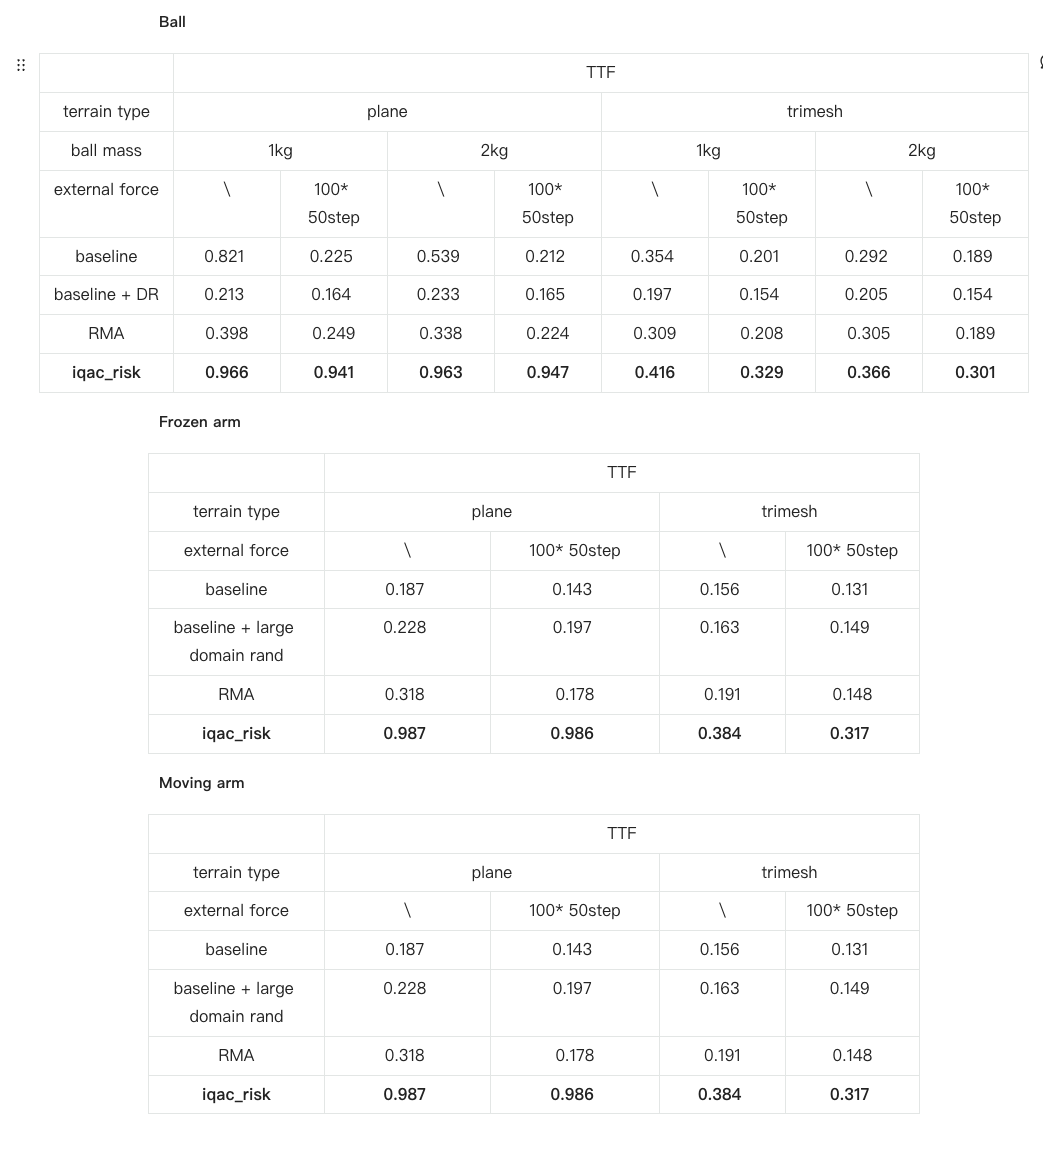 Ball
TTF
terrain type plane trimesh
ball mass 1kg 2kg 1kg 2kg
external force \ 100* \ 100* \ 100* \ 100*
50step 50step 50step 50step
baseline 0.821 0.225 0.539 0.212 0.354 0.201 0.292 0.189
baseline + DR 0.213 0.164 0.233 0.165 0.197 0.154 0.205 0.154
RMA 0.398 0.249 0.338 0.224 0.309 0.208 0.305 0.189
iqac_risk 0.966 0.941 0.963 0.947 0.416 0.329 0.366 0.301
Frozen arm
TTF
terrain type plane trimesh
external force \ 100* 50step \ 100* 50step
baseline 0.187 0.143 0.156 0.131
baseline + large 0.228 0.197 0.163 0.149
domain rand
RMA 0.318 0.178 0.191 0.148
iqac_risk 0.987 0.986 0.384 0.317
Moving arm
TTF
terrain type plane trimesh
external force \ 100* 50step \ 100* 50step
baseline 0.187 0.143 0.156 0.131
baseline + large 0.228 0.197 0.163 0.149
domain rand
RMA 0.318 0.178 0.191 0.148
iqac_risk 0.987 0.986 0.384 0.317